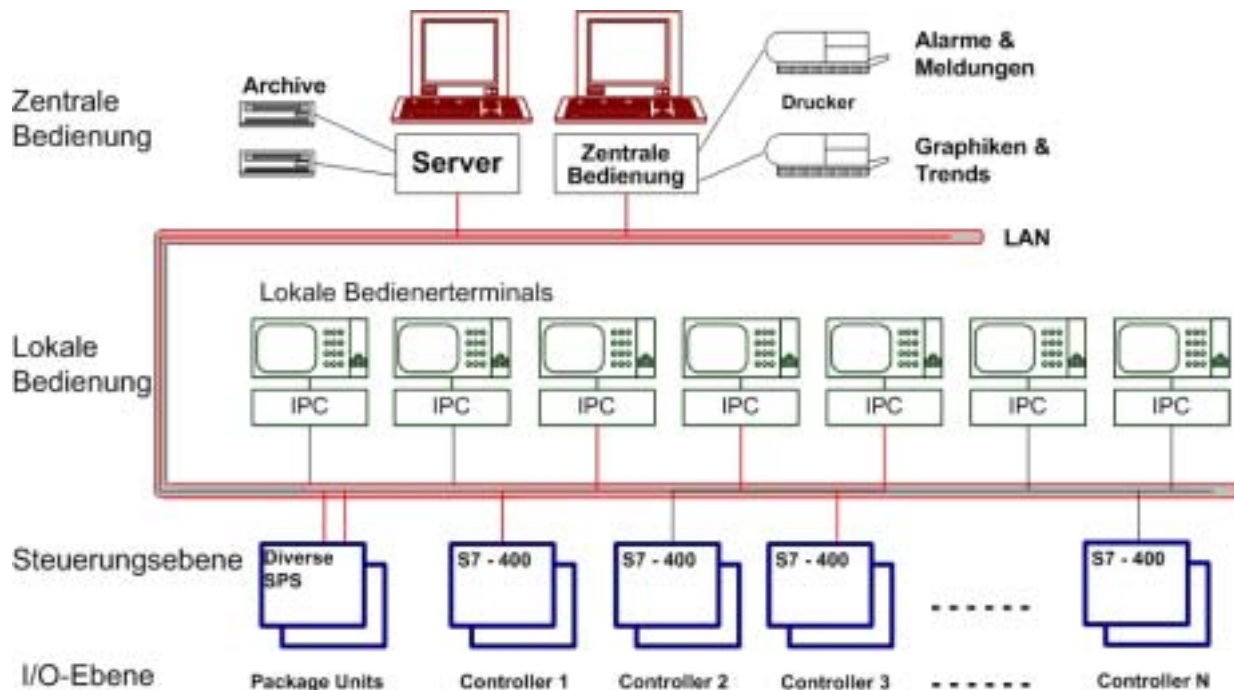 Zentrale
Bedienung
Archive
Server
Zentrale
Bedienung
Drucker
Alarme &
Meldungen
Graphiken &
Trends
LAN
Lokale
Bedienung
Lokale Bedienerterminals
IPC
IPC
IPC
IPC
IPC
IPC
IPC
Steuerungsebene
Diverse
SPS
S7 - 400
S7 - 400
S7 - 400
S7 - 400
I/O-Ebene
Package Units
Controller 1
Controller 2
Controller 3
Controller N